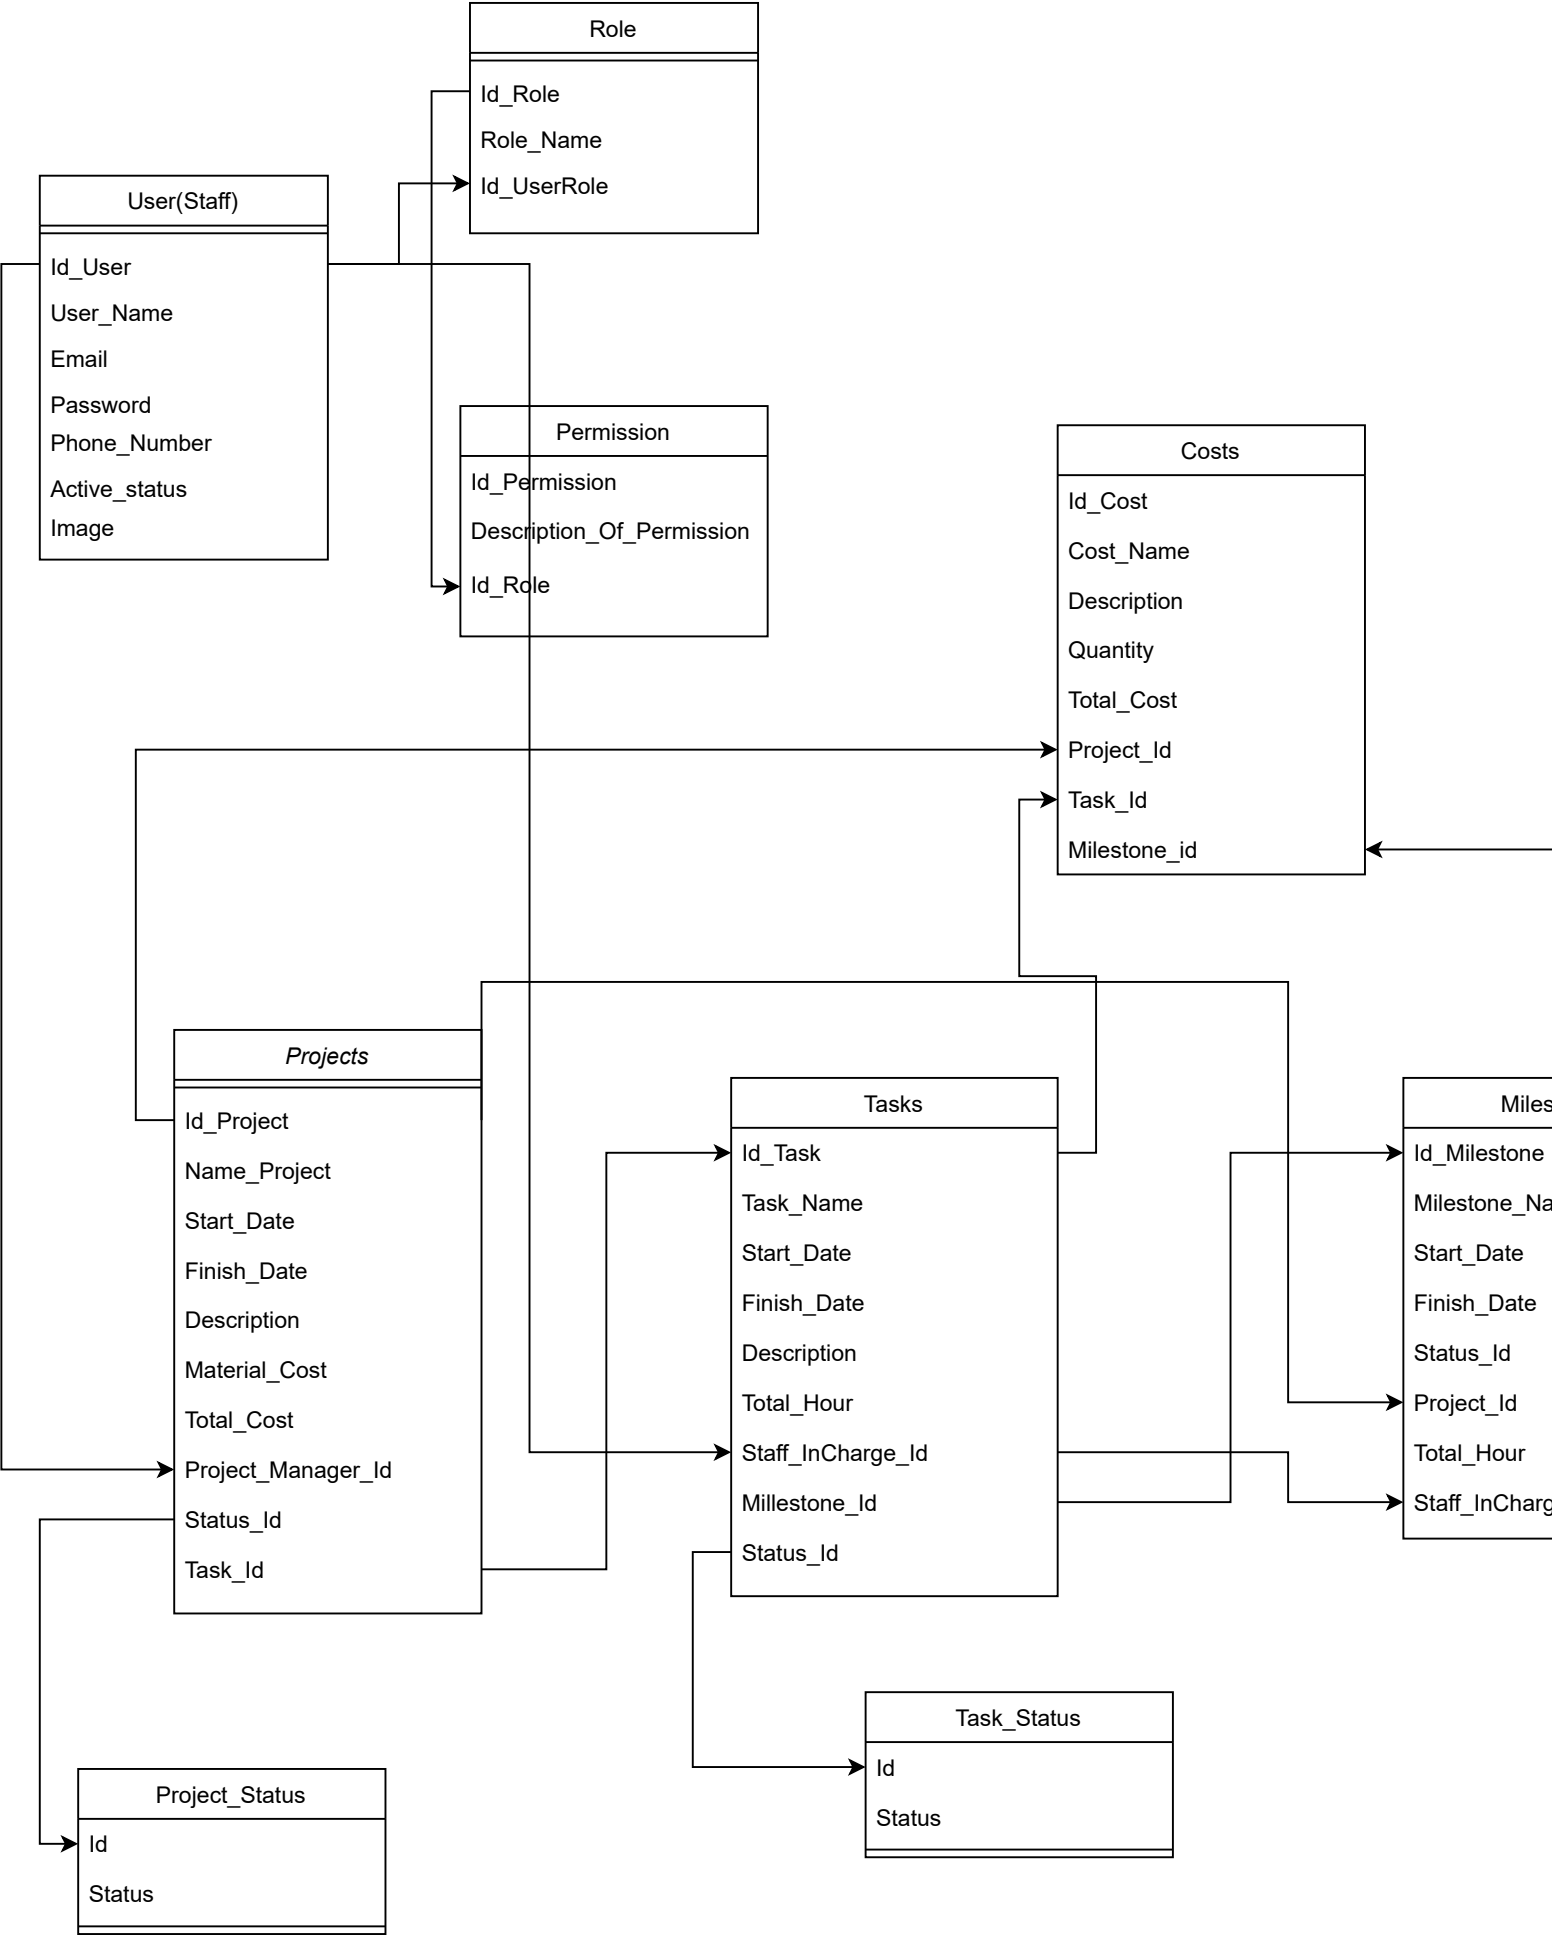 Role
Id_Role
Role_Name
Id_UserRole
User(Staff)
Id_User
User_Name
Email
Password
Phone_Number
Active_status
Image
Permission
Id_Permission
Description_Of_Permission
Id_Role
Costs
Id_Cost
Cost_Name
Description
Quantity
Total_Cost
Project_Id
Task_Id
Milestone_id
Projects
Id_Project
Name_Project
Start_Date
Finish_Date
Description
Material_Cost
Total_Cost
Project_Manager_Id
Status_Id
Task_Id
Tasks
Id_Task
Task_Name
Start_Date
Finish_Date
Description
Total_Hour
Staff_InCharge_Id
Millestone_Id
Status_Id
Miles
Id_Milestone
Milestone_Na
Start_Date
Finish_Date
Status_Id
Project_Id
Total_Hour
Staff_InCharg
Task_Status
Id
Status
Project_Status
Id
Status